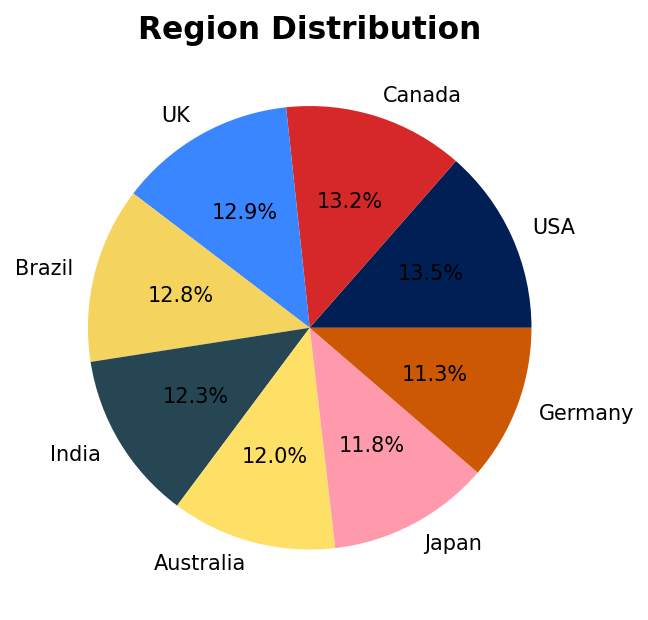 Region Distribution
Canada
UK
USA
13.2%
12.9%
13.5%
Brazil
12.8%
11.3%
12.3%
Germany
11.8%
India
12.0%
Japan
Australia